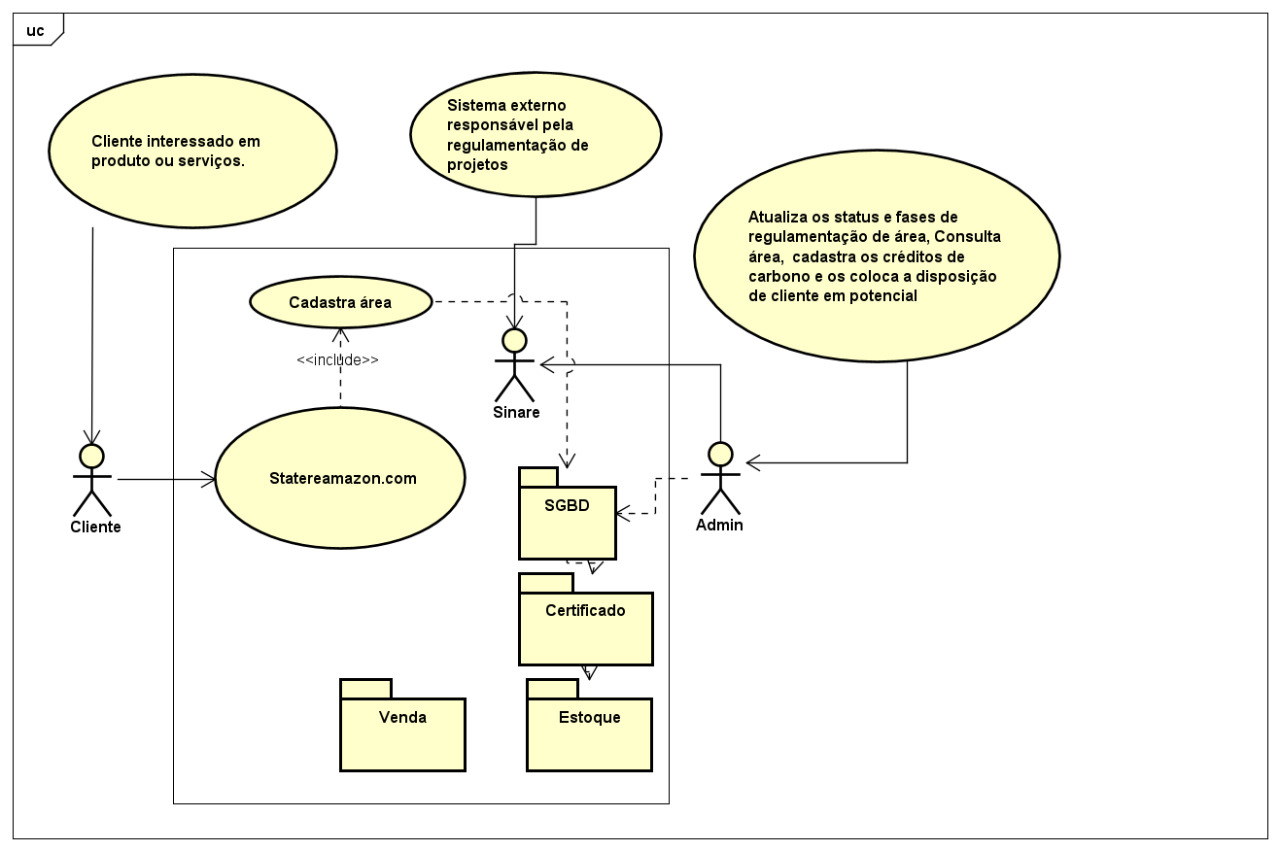 uc
Cliente interessado em
produto ou serviços.
Sistema externo
responsável pela
regulamentação de
projetos
Atualiza os status e fases de
regulamentação de área, Consulta
área,  cadastra os créditos de
carbono e os coloca a disposição
de cliente em potencial
Cadastra área
<<include>>
Sinare
Statereamazon.com
Cliente
SGBD
Admin
Certificado
Venda
Estoque